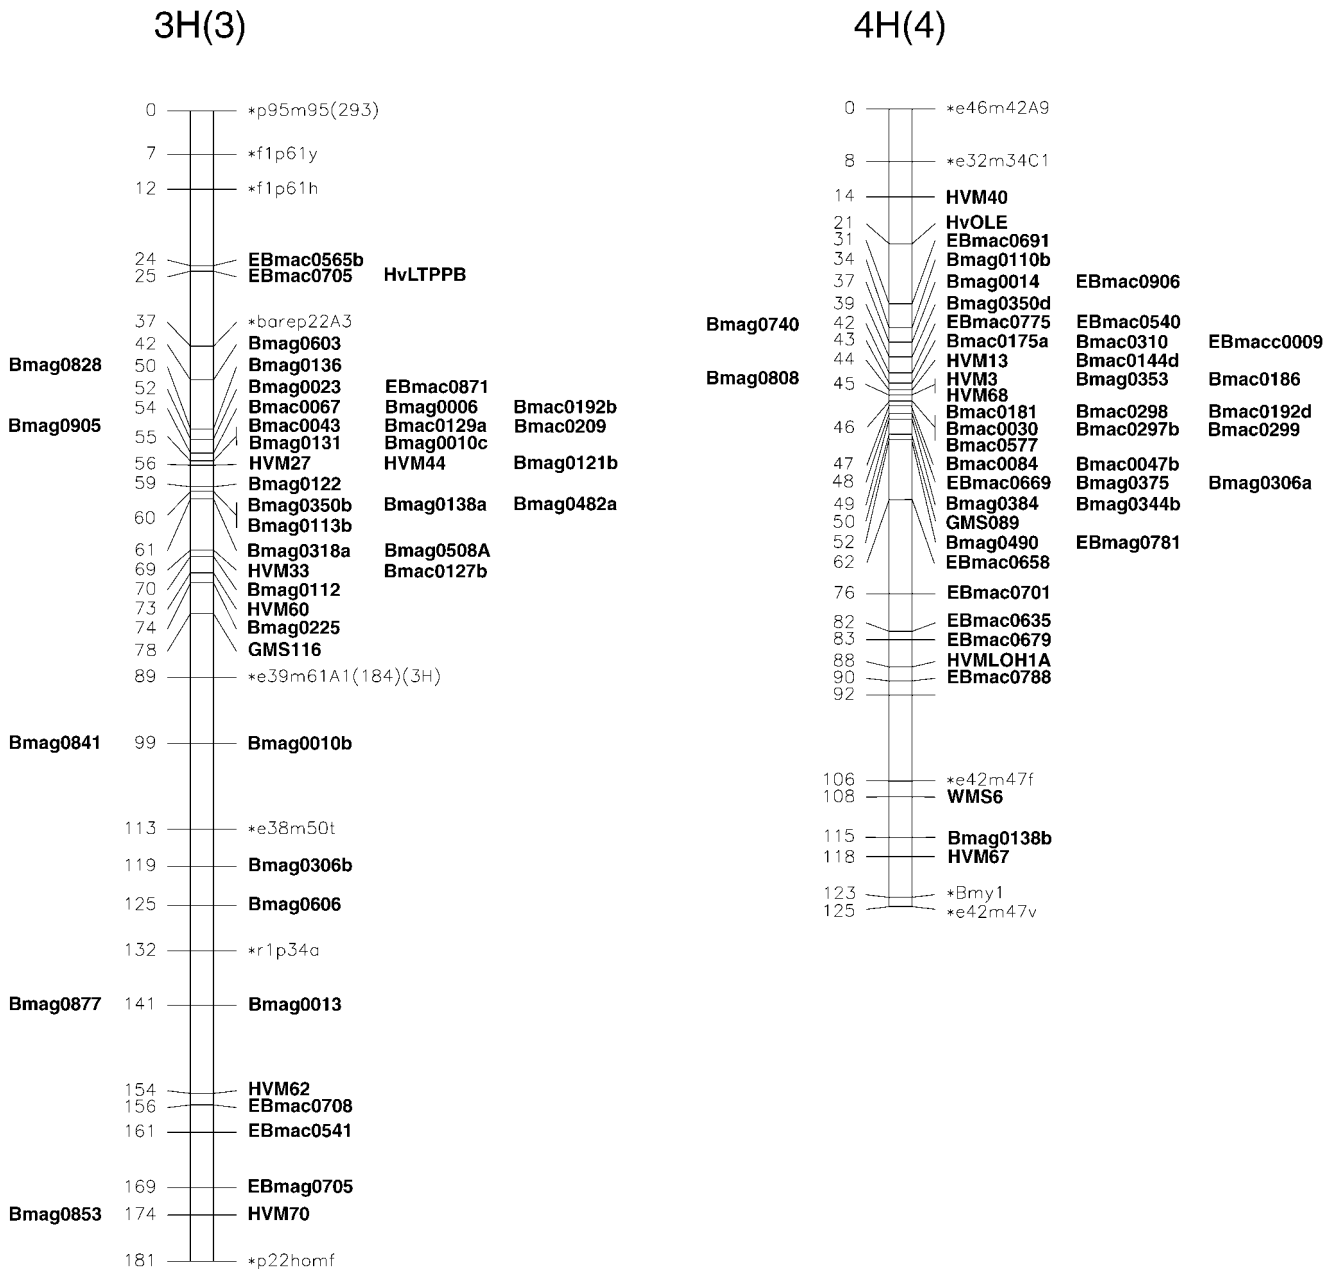 3H(3)
0 *p95m95(293)
7 *f1p61y
12 *f1p61h
24 EBmac0565b
25 EBmac0705 HvLTPPB
37 *barep22A3
42 Bmag0603
Bmag0828 50 Bmag0136
52 Bmag0023 EBmac0871
54 Bmac0067 Bmag0006 Bmac0192b
Bmag0905 Bmac0043 Bmac0129a Bmac0209
55 Bmag0131 Bmag0010c
56 HVM27 HVM44 Bmag0121b
59 Bmag0122
Bmag0350b Bmag0138a Bmag0482a
60
Bmag0113b
61 Bmag0318a Bmag0508A
69 HVM33 Bmac0127b
70 Bmag0112
73 HVM60
74 Bmag0225
78 GMS116
89 *e39m61A1(184)(3H)
Bmag0841 99 Bmag0010b
113 *e38m50t
119 Bmag0306b
125 Bmag0606
132 *r1p34a
Bmag0877 141 Bmag0013
154 HVM62
156 EBmac0708
161 EBmac0541
169 EBmag0705
Bmag0853 174 HVM70
181 *p22homf
4H(4)
0 *e46m42A9
8 *e32m34C1
14 HVM40
21 HvOLE
31 EBmac0691
34 Bmag0110b
37 Bmag0014 EBmac0906
39 Bmag0350d
Bmag0740 42 EBmac0775 EBmac0540
43 Bmac0175a Bmac0310 EBmacc0009
44 HVM13 Bmac0144d
Bmag0808 45 HVM3 Bmag0353 Bmac0186
HVM68
Bmac0181 Bmac0298 Bmac0192d
46 Bmac0030 Bmac0297b Bmac0299
Bmac0577
47 Bmac0084 Bmac0047b
48 EBmac0669 Bmag0375 Bmag0306a
49 Bmag0384 Bmag0344b
50 GMS089
52 Bmag0490 EBmag0781
62 EBmac0658
76 EBmac0701
82 EBmac0635
83 EBmac0679
88 HVMLOH1A
90 EBmac0788
92
106 *e42m47f
108 WMS6
115 Bmag0138b
118 HVM67
123 *Bmy1
125 *e42m47v